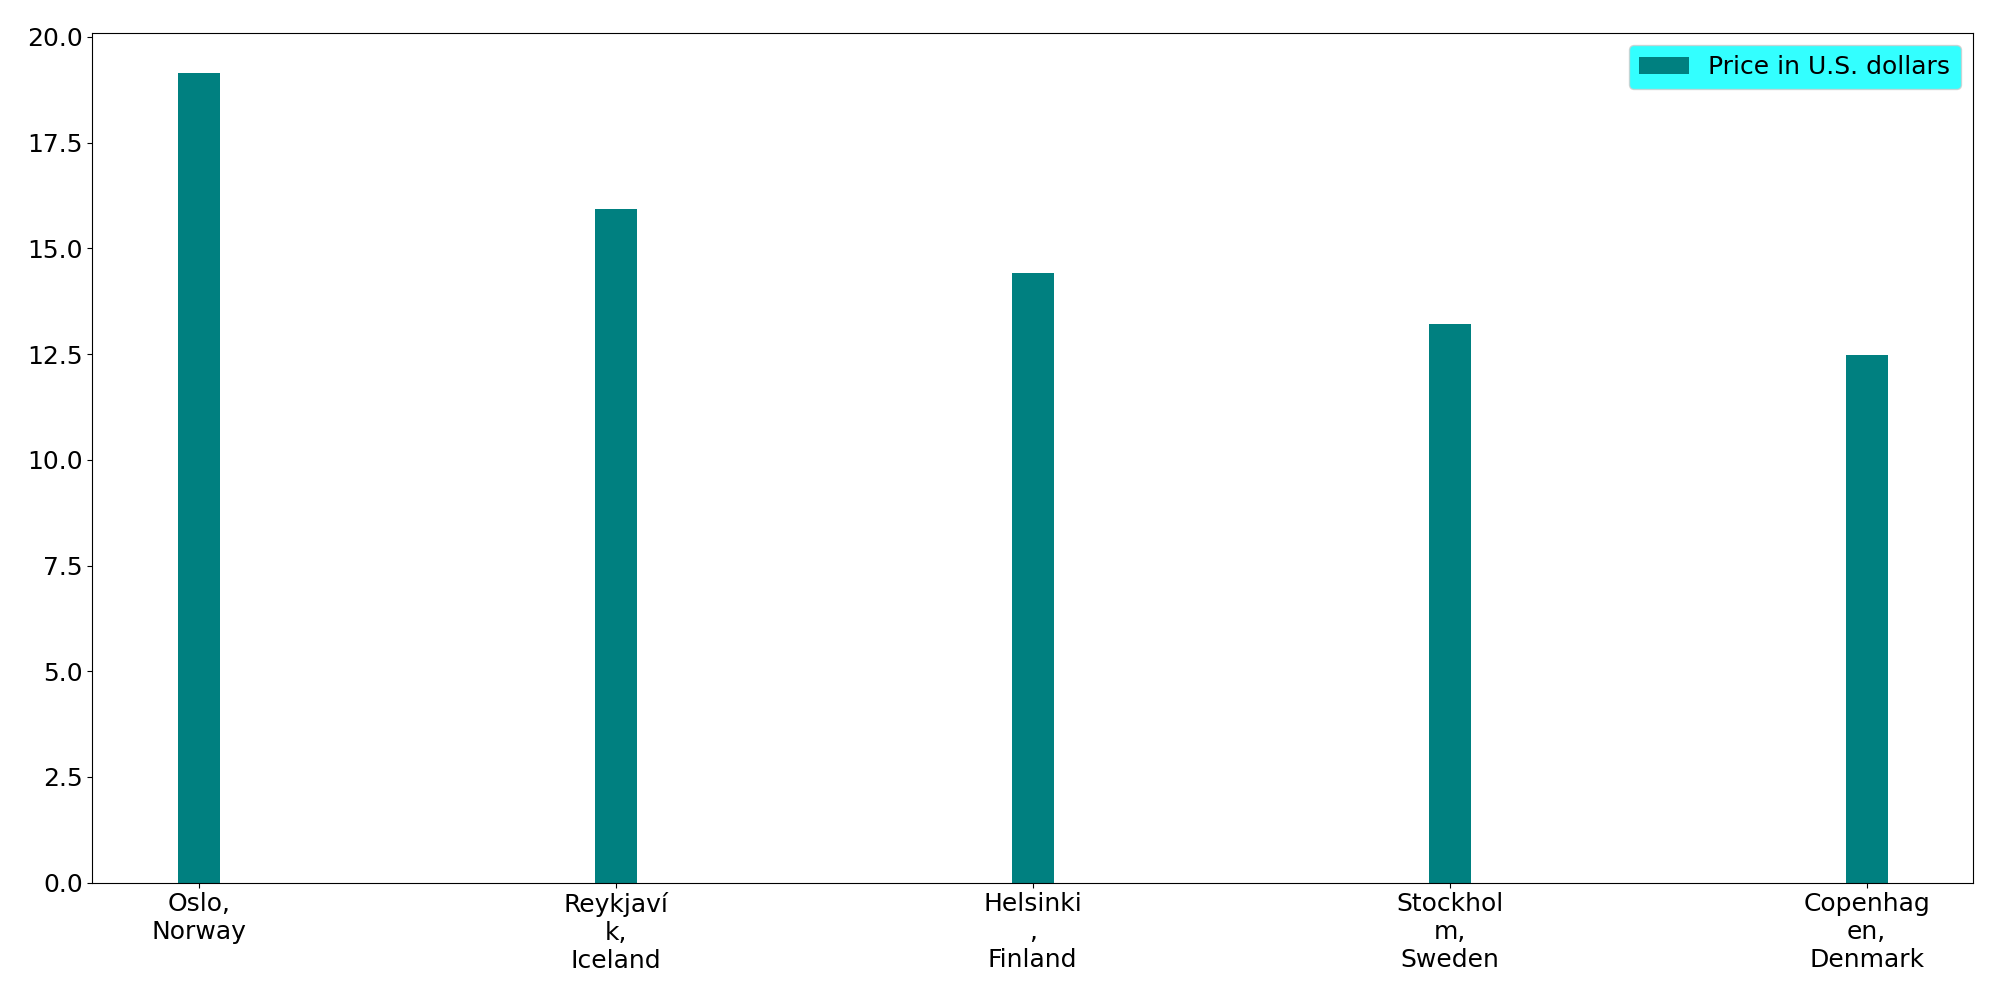 20.0
17.5
15.0
12.5
10.0
7.5
5.0
2.5
0.0
Price in U.S. dollars
Oslo,
Norway
Reykjaví
k,
Iceland
Helsinki
,
Finland
Stockhol
m,
Sweden
Copenhag
en,
Denmark